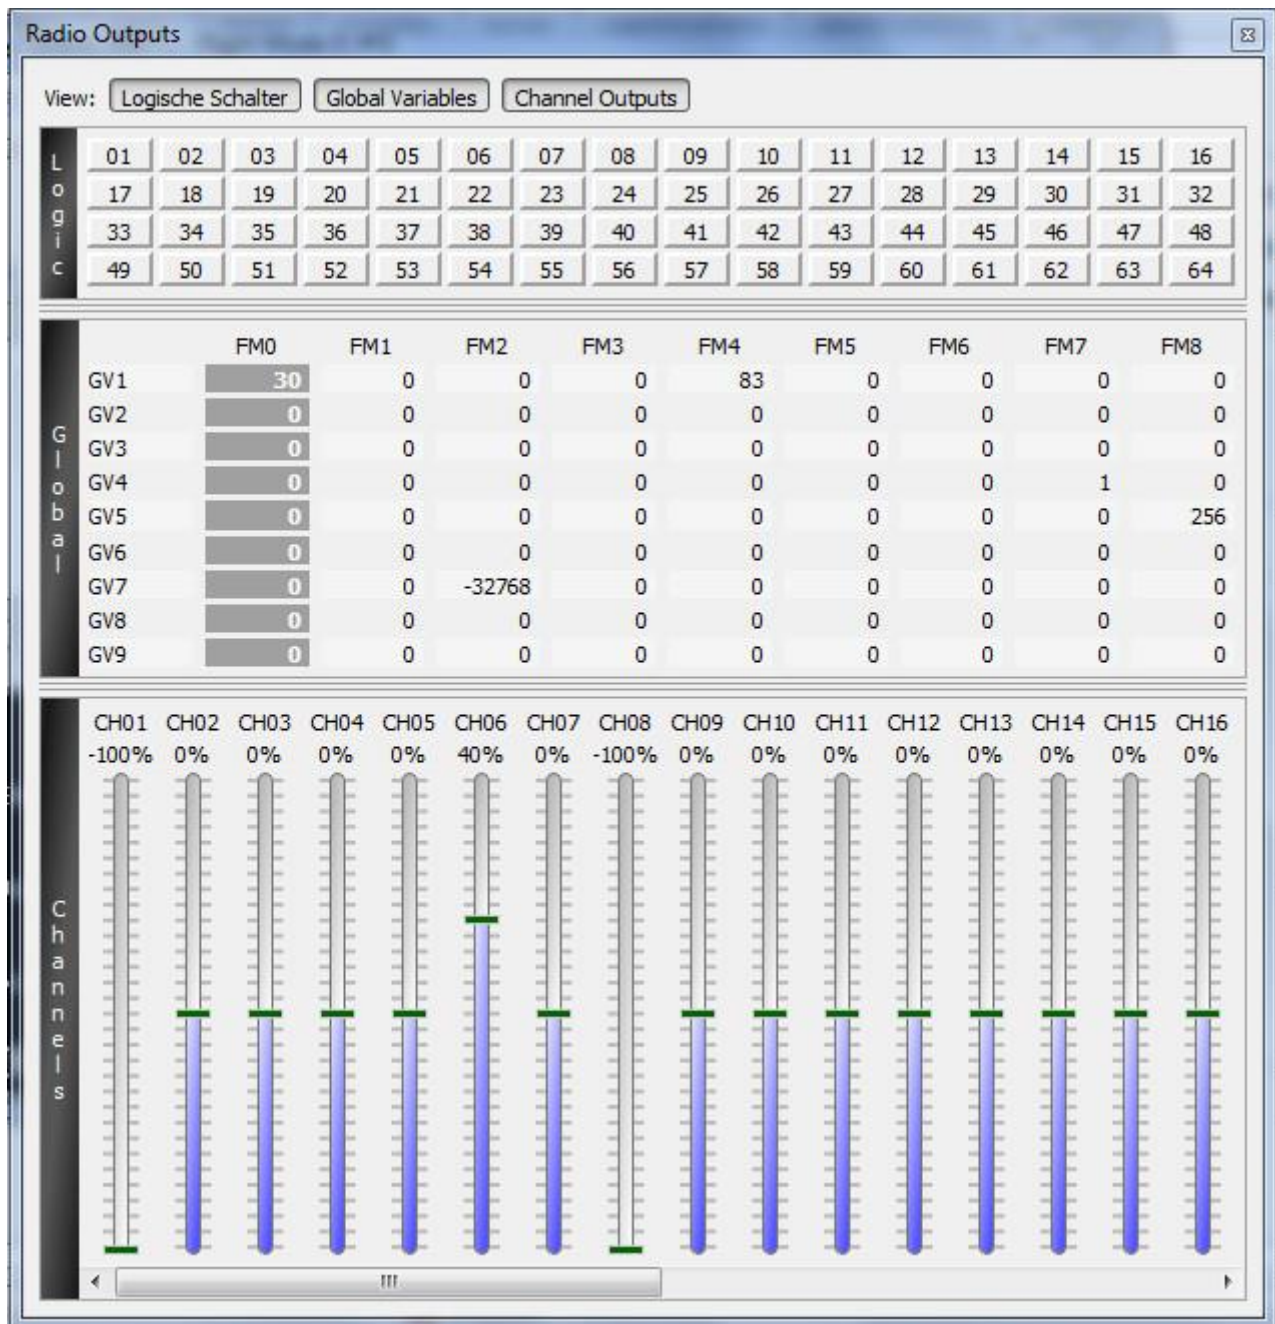 Radio Outputs
View: Logische Schalter Global Variables Channel Outputs
Logic
01 02 03 04 05 06 07 08 09 10 11 12 13 14 15 16
17 18 19 20 21 22 23 24 25 26 27 28 29 30 31 32
33 34 35 36 37 38 39 40 41 42 43 44 45 46 47 48
49 50 51 52 53 54 55 56 57 58 59 60 61 62 63 64
Global
FM0 FM1 FM2 FM3 FM4 FM5 FM6 FM7 FM8
GV1 30 0 0 0 83 0 0 0 0
GV2 0 0 0 0 0 0 0 0 0
GV3 0 0 0 0 0 0 0 0 0
GV4 0 0 0 0 0 0 0 1 0
GV5 0 0 0 0 0 0 0 0 256
GV6 0 0 0 0 0 0 0 0 0
GV7 0 0 -32768 0 0 0 0 0 0
GV8 0 0 0 0 0 0 0 0 0
GV9 0 0 0 0 0 0 0 0 0
Channels
CH01 CH02 CH03 CH04 CH05 CH06 CH07 CH08 CH09 CH10 CH11 CH12 CH13 CH14 CH15 CH16
-100% 0% 0% 0% 0% 40% 0% -100% 0% 0% 0% 0% 0% 0% 0% 0%